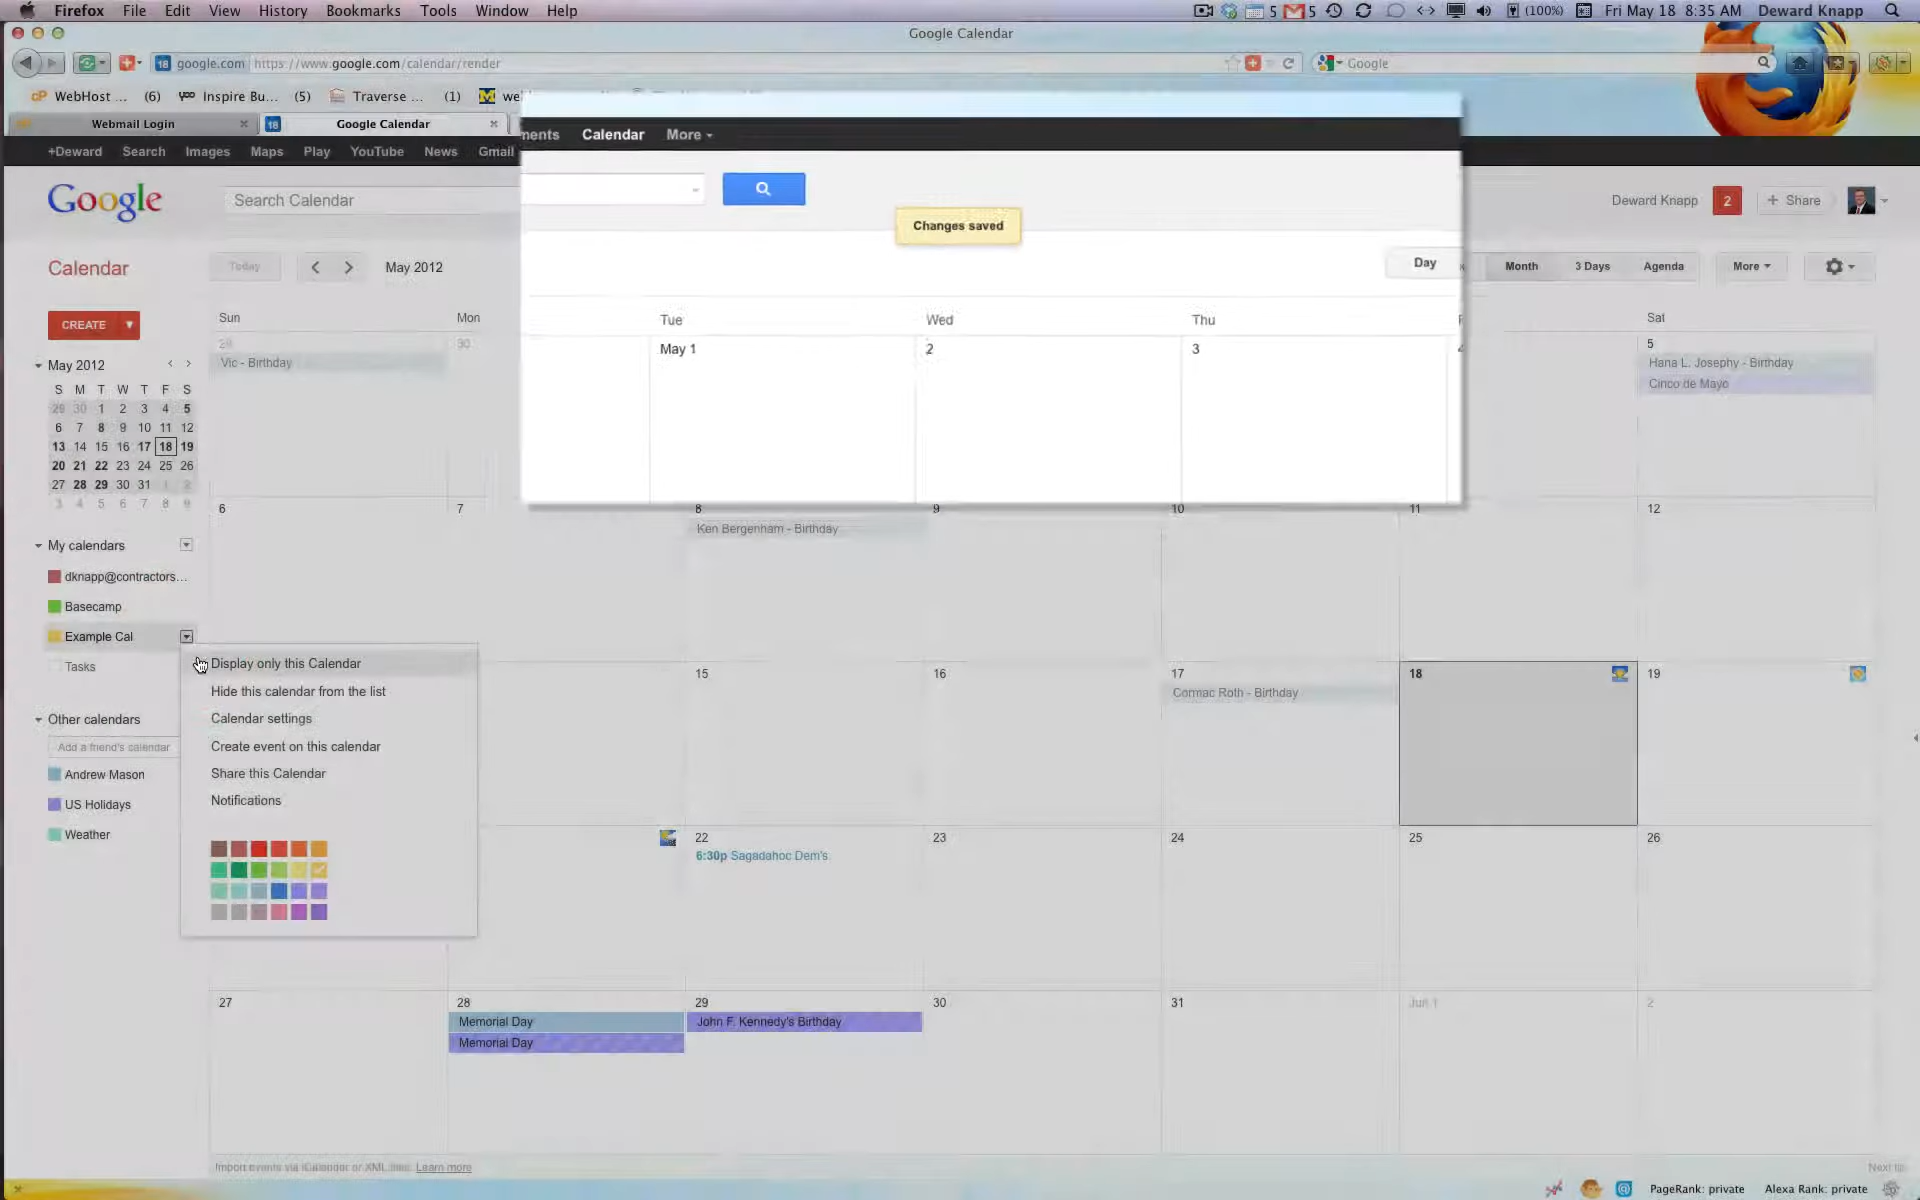 Firefox File Edit View History Bookmarks Tools Window Help 5 5 (100%) Fri May 18 8:35 AM Deward Knapp
Google Calendar
18 google.com https://www.google.com/calendar/render Google
WebHost ... (6) Inspire Bu... (5) Traverse ... (1)
Webmail Login 18 Google Calendar
Calendar More
+Deward Search Images Maps Play YouTube News Gmail
Google Search Calendar Deward Knapp 2 + Share
Changes saved
Calendar Today May 2012 Day Month 3 Days Agenda More
Sun Mon Tue Wed Thu Sat
CREATE
29 30 May 1 2 3 4 5
Vic - Birthday Hana L. Josephy - Birthday
Cinco de Mayo
May 2012
S M T W T F S
29 30 1 2 3 4 5
6 7 8 9 10 11 12
13 14 15 16 17 18 19
20 21 22 23 24 25 26
27 28 29 30 31 1 2
3 4 5 6 7 8 9
6 7 8 9 10 11 12
Ken Bergenham - Birthday
My calendars
dknapp@contractors...
Basecamp
Example Cal
Tasks
Display only this Calendar
Hide this calendar from the list
Calendar settings
Create event on this calendar
Share this Calendar
Notifications
Other calendars
Add a friend's calendar
Andrew Mason
US Holidays
Weather
15 16 17 18 19
Cormac Roth - Birthday
22 23 24 25 26
6:30p Sagadahoc Dem's
27 28 29 30 31 Jun 1 2
Memorial Day John F. Kennedy's Birthday
Memorial Day
Import events via iCalendar or XML files. Learn more
PageRank: private Alexa Rank: private